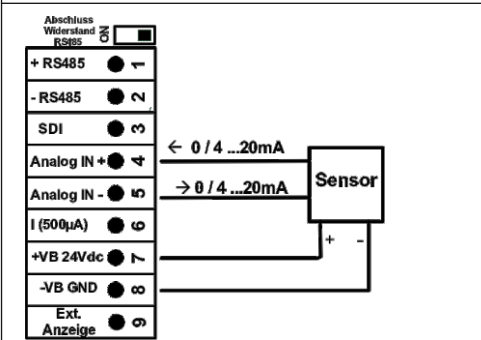 Abschluss
Widerstand
RS485
ON
+ RS485 1
- RS485 2
SDI 3
Analog IN + 4
← 0 / 4 ...20mA
Analog IN - 5
→ 0 / 4 ...20mA
Sensor
I (500µA) 6
+ -
+VB 24Vdc 7
-VB GND 8
Ext.
Anzeige 9